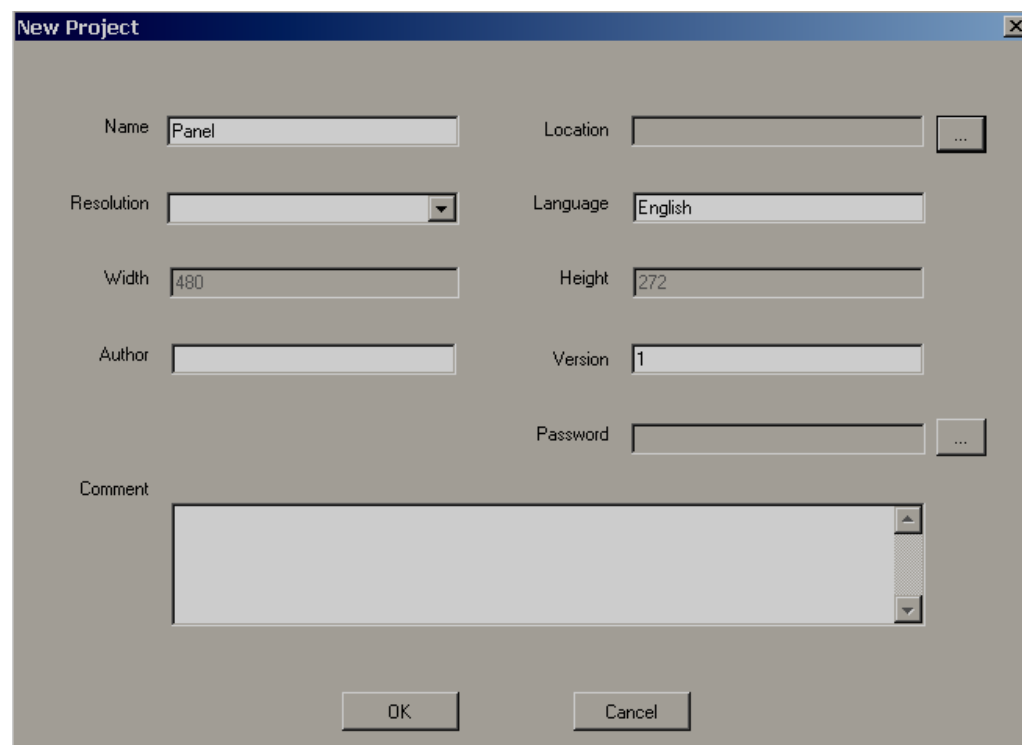 New Project
Name Panel Location ...
Resolution Language English
Width 480 Height 272
Author Version 1
Password ...
Comment
OK Cancel